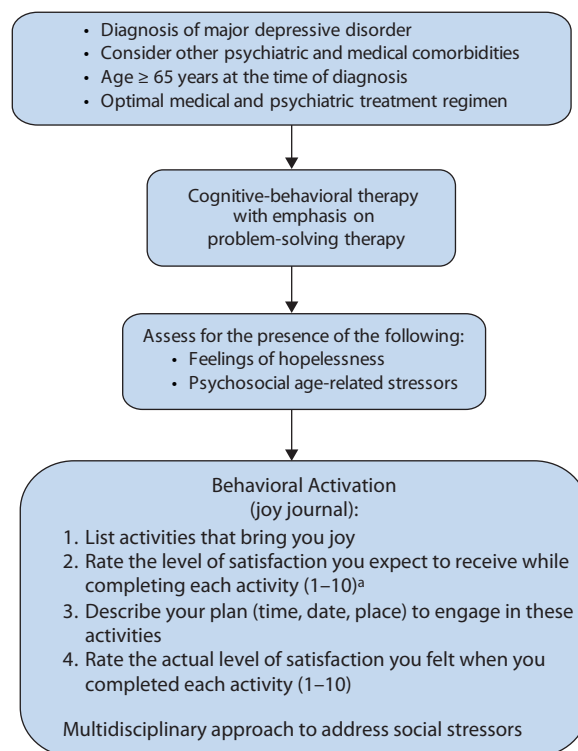 • Diagnosis of major depressive disorder
• Consider other psychiatric and medical comorbidities
• Age ≥ 65 years at the time of diagnosis
• Optimal medical and psychiatric treatment regimen
Cognitive-behavioral therapy
with emphasis on
problem-solving therapy
Assess for the presence of the following:
• Feelings of hopelessness
• Psychosocial age-related stressors
Behavioral Activation
(joy journal):
1. List activities that bring you joy
2. Rate the level of satisfaction you expect to receive while
completing each activity (1–10)ª
3. Describe your plan (time, date, place) to engage in these
activities
4. Rate the actual level of satisfaction you felt when you
completed each activity (1–10)
Multidisciplinary approach to address social stressors